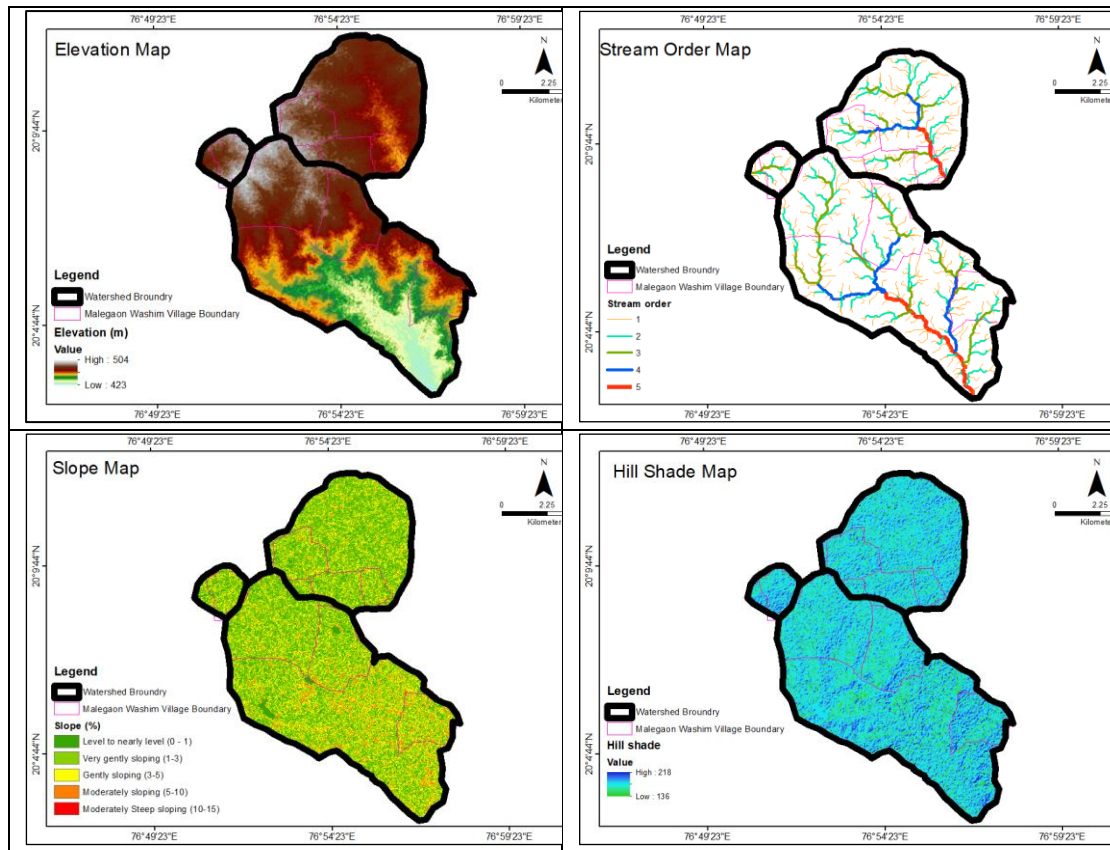 76°49'23"E 76°54'23"E 76°59'23"E
Elevation Map
N
0 2.25
Kilomete
20°9'44"N
20°4'44"N
Legend
Watershed Broundry
Malegaon Washim Village Boundary
Elevation (m)
Value
High : 504
Low : 423
76°49'23"E 76°54'23"E 76°59'23"E
76°54'23"E 76°59'23"E
Stream Order Map
N
0 2.25
Kilometer
20°9'44"N
20°4'44"N
Legend
Watershed Broundry
Malegaon Washim Village Boundary
Stream order
1
2
3
4
5
76°49'23"E 76°54'23"E 76°59'23"E
76°49'23"E 76°54'23"E 76°59'23"E
Slope Map
N
0 2.25
Kilomete
20°9'44"N
20°4'44"N
Legend
Watershed Broundry
Malegaon Washim Village Boundary
Slope (%)
Level to nearly level (0 - 1)
Very gently sloping (1-3)
Gently sloping (3-5)
Moderately sloping (5-10)
Moderately Steep sloping (10-15)
76°49'23"E 76°54'23"E 76°59'23"E
76°49'23"E 76°54'23"E 76°59'23"E
Hill Shade Map
N
0 2.25
Kilometer
20°9'44"N
20°4'44"N
Legend
Watershed Broundry
Malegaon Washim Village Boundary
Hill shade
Value
High : 218
Low : 136
76°49'23"E 76°54'23"E 76°59'23"E